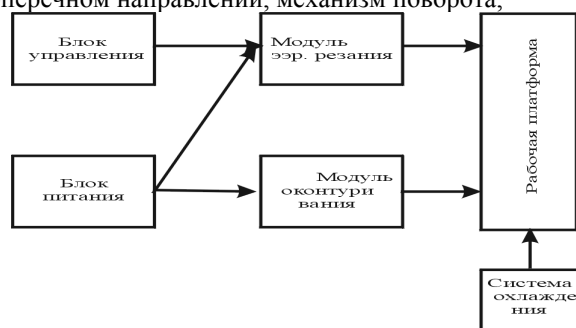 перечном направлении, механизм поворота,
Блок
управления
Модуль
ээр. резания
Рабочая платформа
Блок
питания
Модуль
оконтури
вания
Система
охлажде
ния